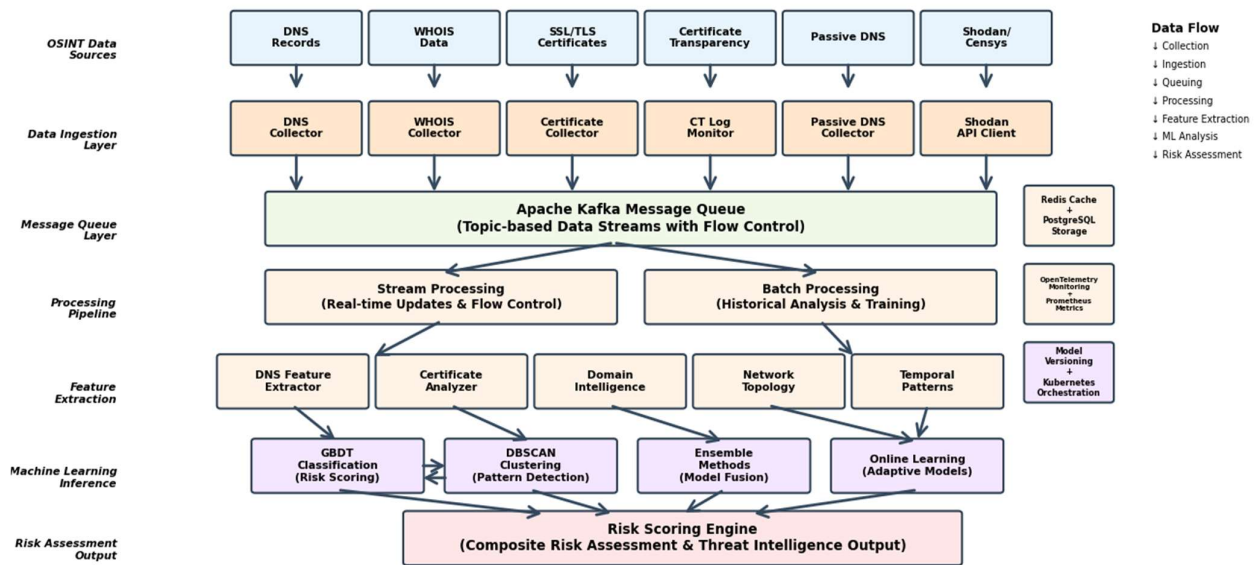 OSINT Data
Sources
DNS
Records
WHOIS
Data
SSL/TLS
Certificates
Certificate
Transparency
Passive DNS
Shodan/
Censys
Data Flow
↓ Collection
↓ Ingestion
↓ Queuing
↓ Processing
↓ Feature Extraction
↓ ML Analysis
↓ Risk Assessment
Data Ingestion
Layer
DNS
Collector
WHOIS
Collector
Certificate
Collector
CT Log
Monitor
Passive DNS
Collector
Shodan
API Client
Message Queue
Layer
Apache Kafka Message Queue
(Topic-based Data Streams with Flow Control)
Redis Cache
+
PostgreSQL
Storage
Processing
Pipeline
Stream Processing
(Real-time Updates & Flow Control)
Batch Processing
(Historical Analysis & Training)
OpenTelemetry
Monitoring
+
Prometheus
Metrics
Feature
Extraction
DNS Feature
Extractor
Certificate
Analyzer
Domain
Intelligence
Network
Topology
Temporal
Patterns
Model
Versioning
+
Kubernetes
Orchestration
Machine Learning
Inference
GBDT
Classification
(Risk Scoring)
DBSCAN
Clustering
(Pattern Detection)
Ensemble
Methods
(Model Fusion)
Online Learning
(Adaptive Models)
Risk Assessment
Output
Risk Scoring Engine
(Composite Risk Assessment & Threat Intelligence Output)